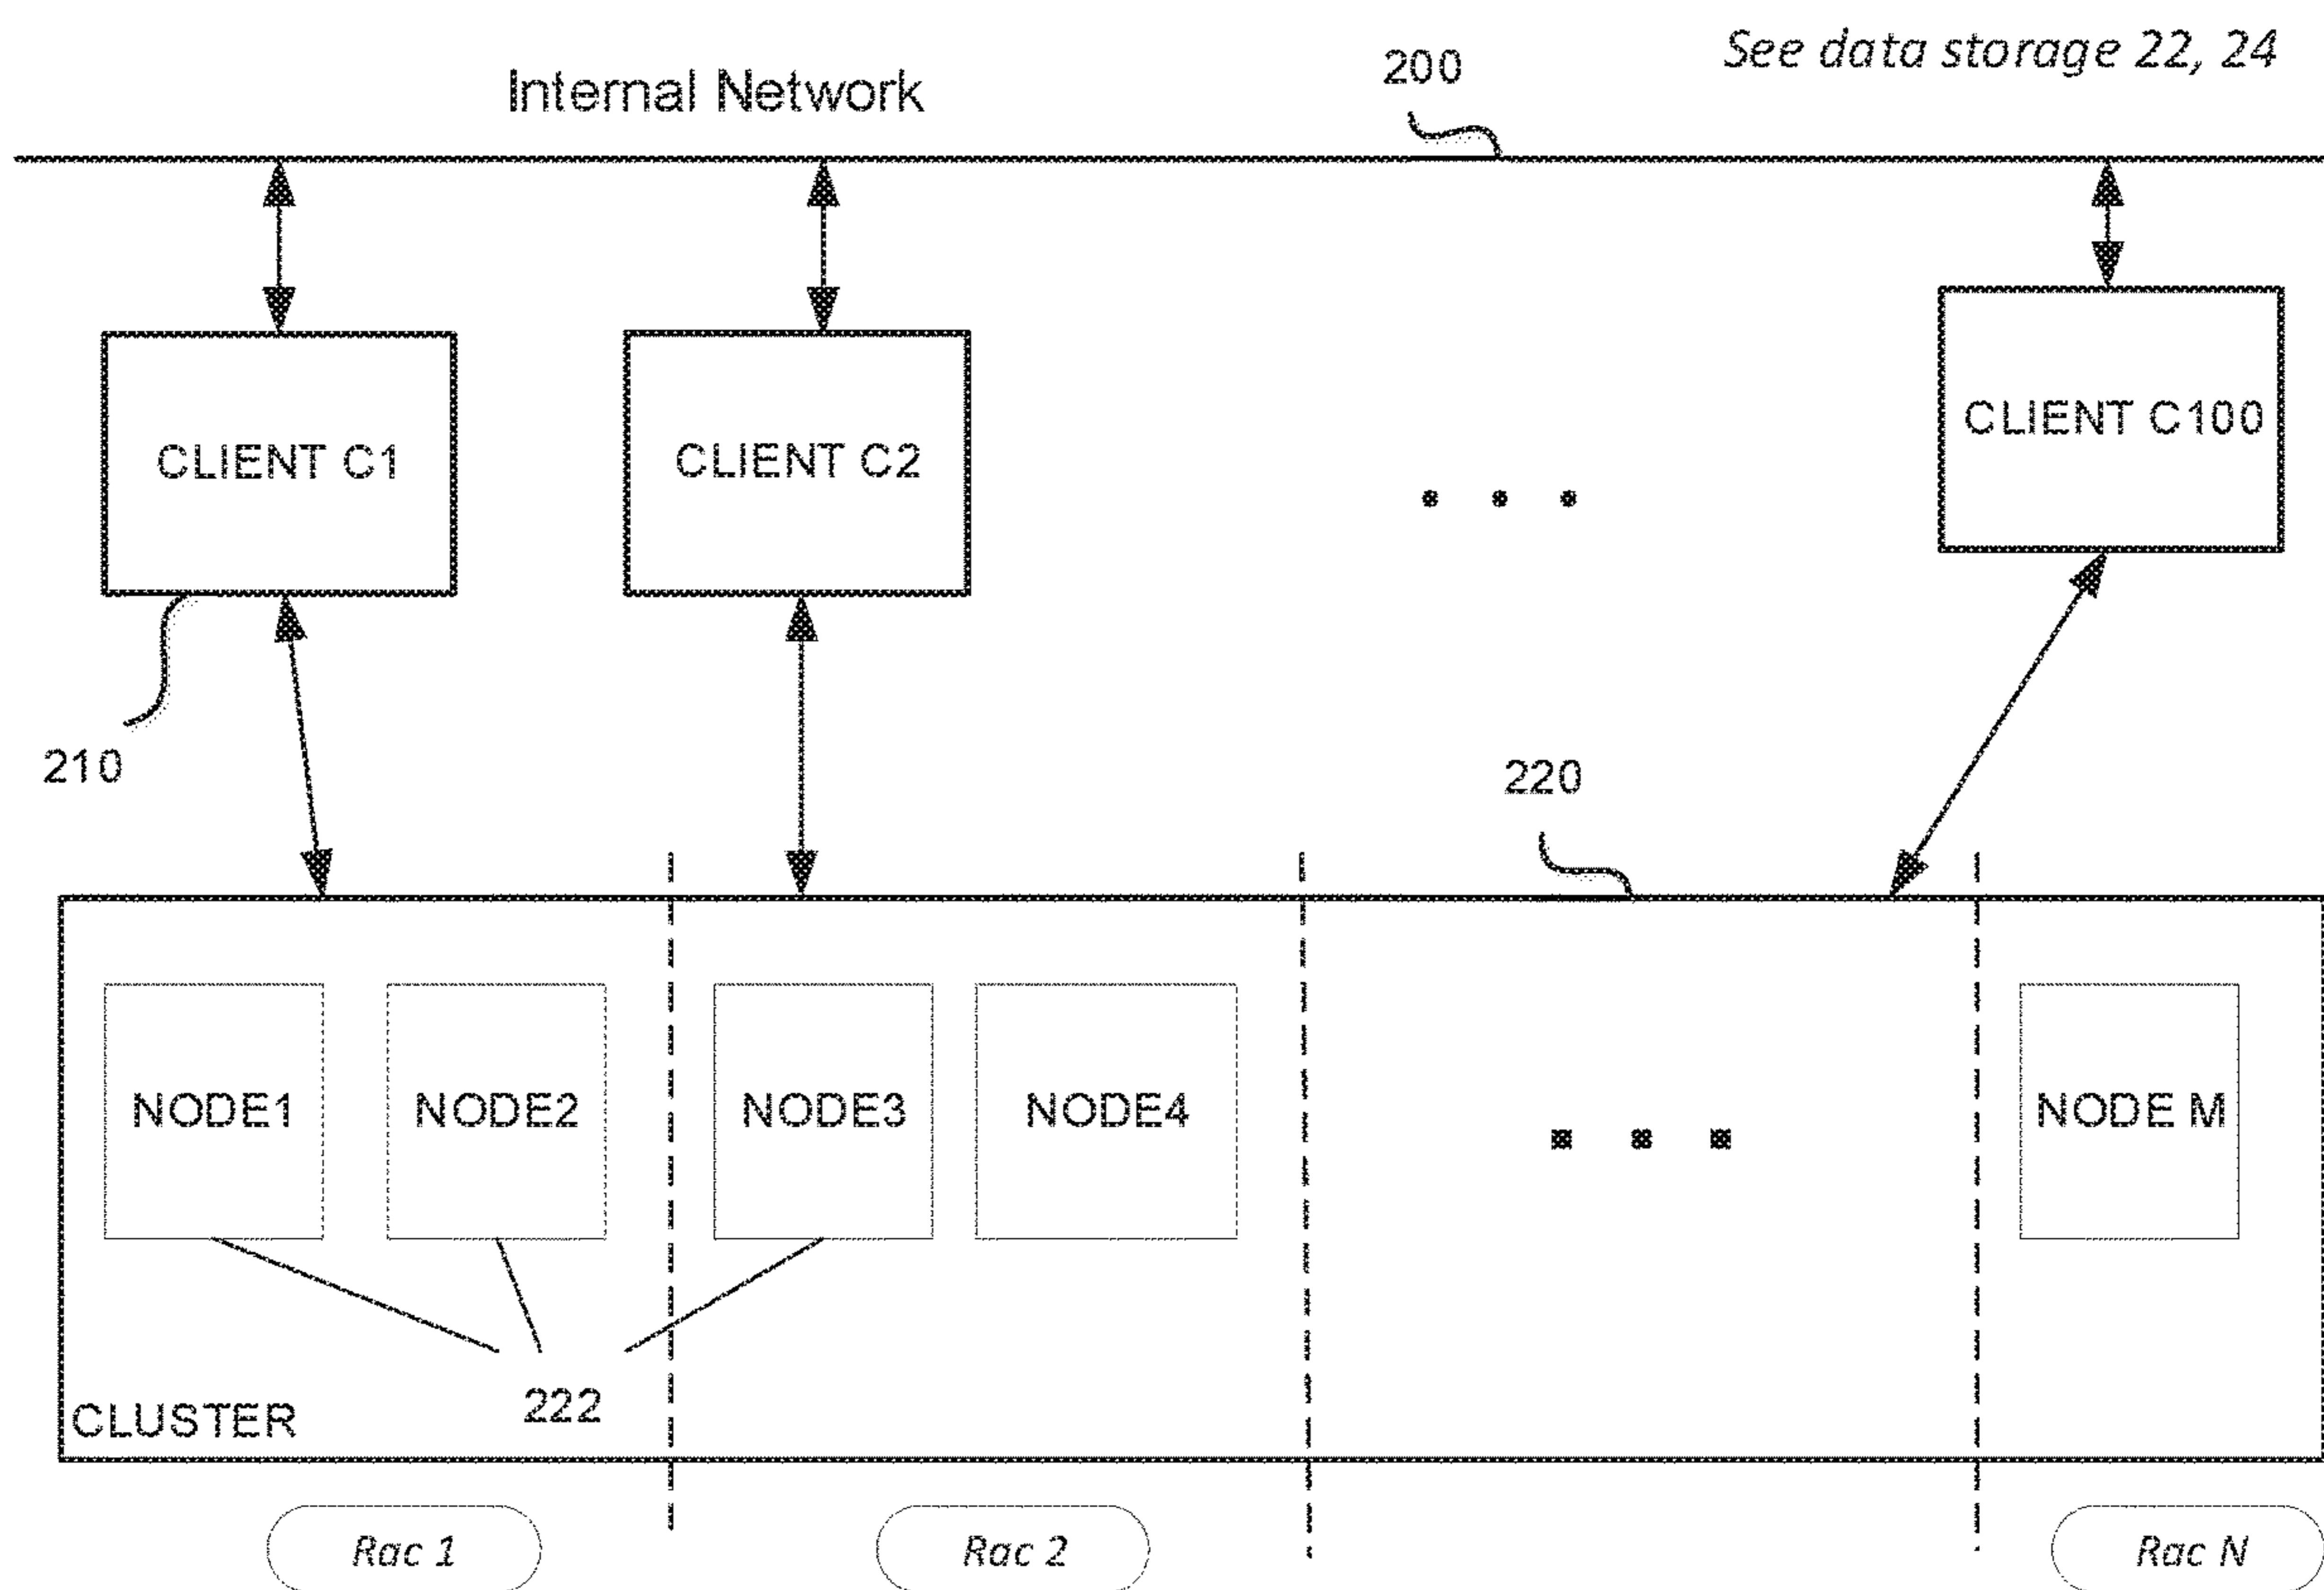 See data storage 22, 24
200
Internal Network
CLIENT C1
CLIENT C2
CLIENT C100
210
220
NODE1
NODE2
NODE3
NODE4
NODE M
222
CLUSTER
Rac 1
Rac 2
Rac N